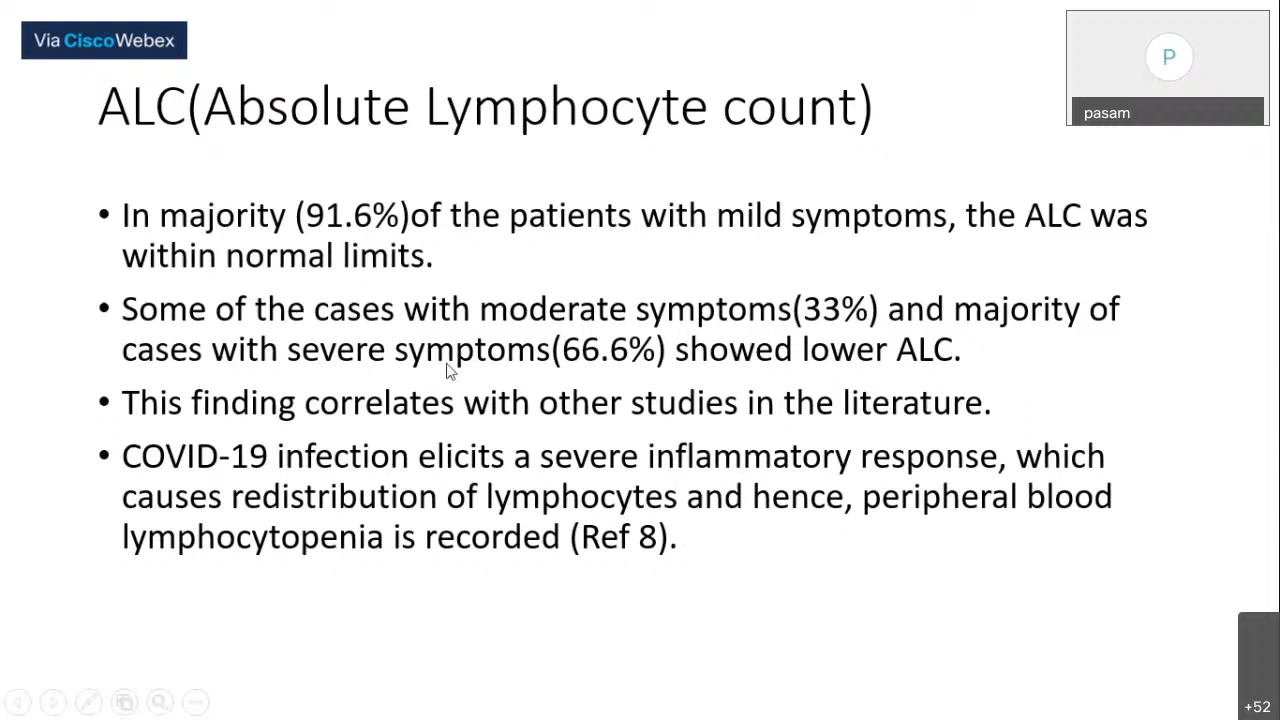 Via CiscoWebex
P
pasam
ALC(Absolute Lymphocyte count)
• In majority (91.6%)of the patients with mild symptoms, the ALC was
within normal limits.
• Some of the cases with moderate symptoms(33%) and majority of
cases with severe symptoms(66.6%) showed lower ALC.
• This finding correlates with other studies in the literature.
• COVID-19 infection elicits a severe inflammatory response, which
causes redistribution of lymphocytes and hence, peripheral blood
lymphocytopenia is recorded (Ref 8).
+52